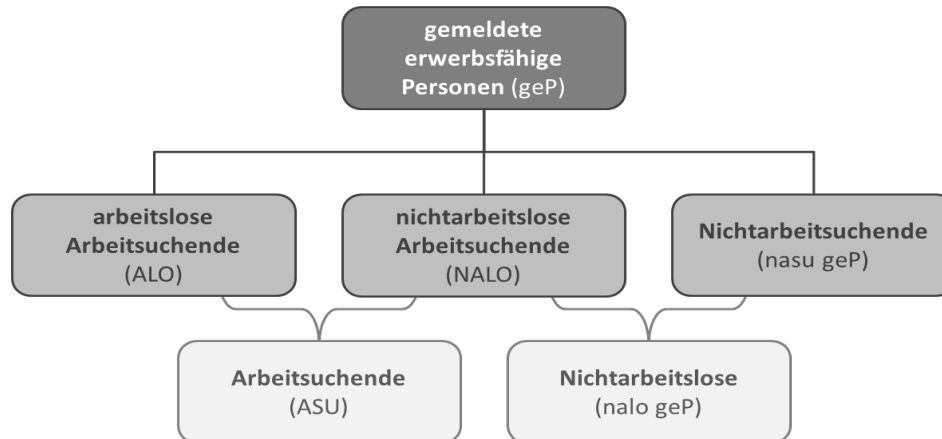 gemeldete
erwerbsfähige
Personen (geP)
arbeitslose
Arbeitsuchende
(ALO)
nichtarbeitslose
Arbeitsuchende
(NALO)
Nichtarbeitsuchende
(nasu geP)
Arbeitsuchende
(ASU)
Nichtarbeitslose
(nalo geP)